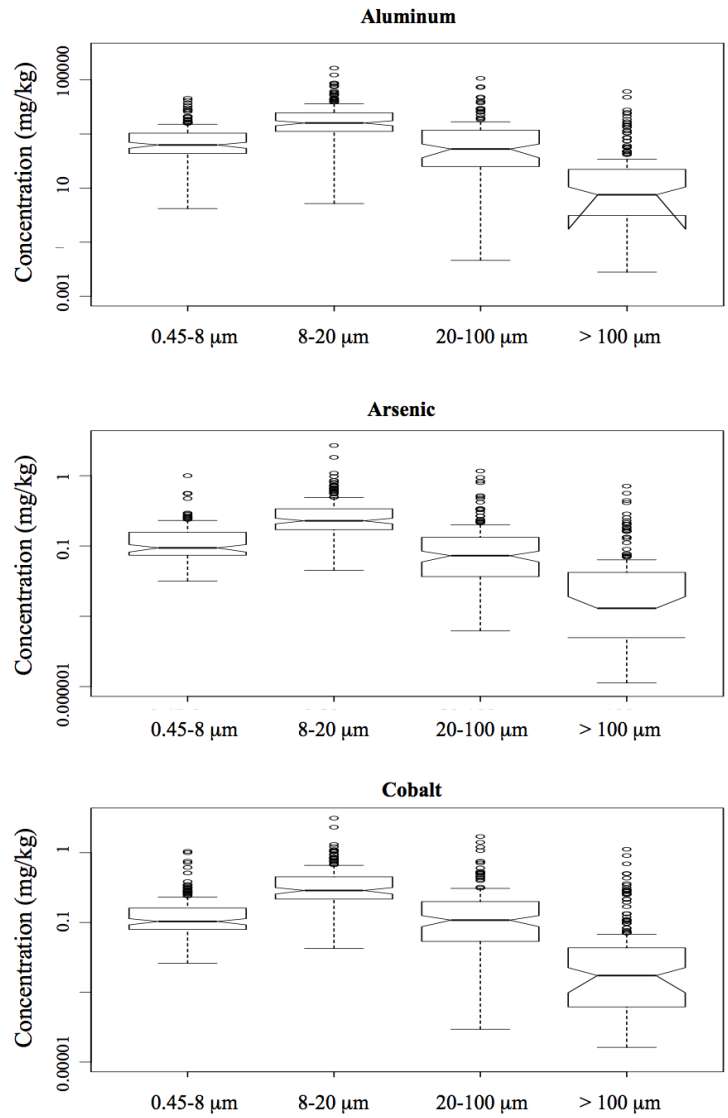 Aluminum
Concentration (mg/kg)
100000
10
0.001
0.45-8 µm
8-20 µm
20-100 µm
> 100 µm
Arsenic
Concentration (mg/kg)
1
0.1
0.000001
0.45-8 µm
8-20 µm
20-100 µm
> 100 µm
Cobalt
Concentration (mg/kg)
1
0.1
0.00001
0.45-8 µm
8-20 µm
20-100 µm
> 100 µm